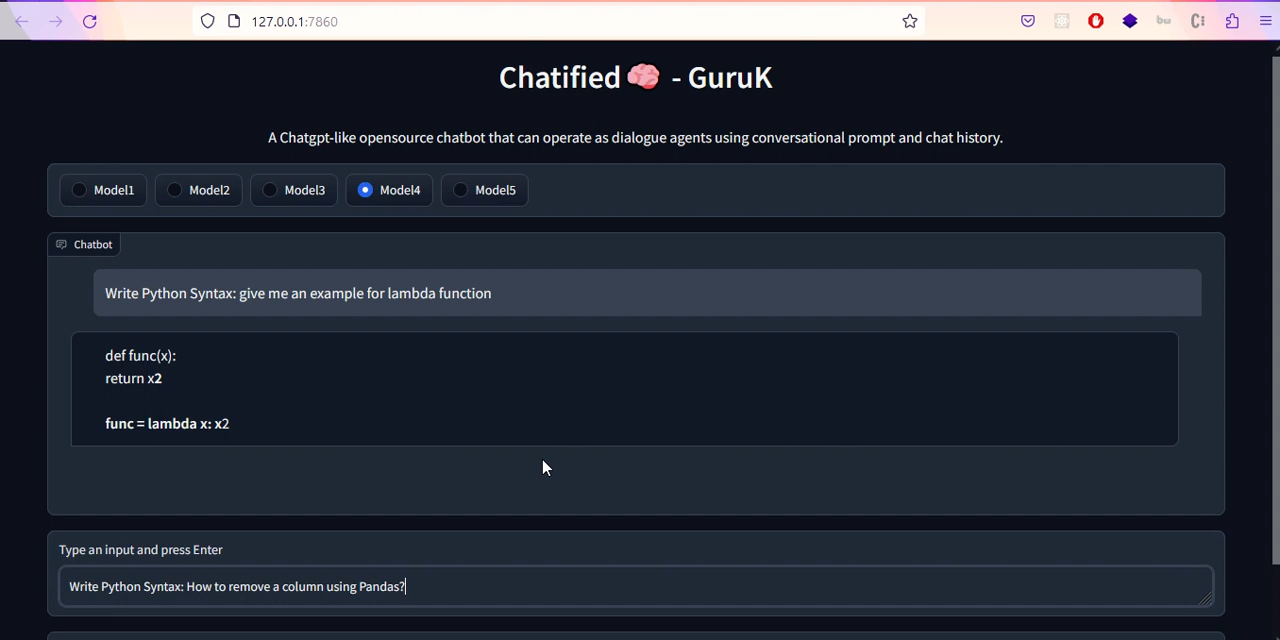 127.0.0.1:7860
Chatified🧠 - GuruK
A Chatgpt-like opensource chatbot that can operate as dialogue agents using conversational prompt and chat history.
Model1 Model2 Model3 Model4 Model5
Chatbot
Write Python Syntax: give me an example for lambda function
def func(x):
return x2
func = lambda x: x2
Type an input and press Enter
Write Python Syntax: How to remove a column using Pandas?